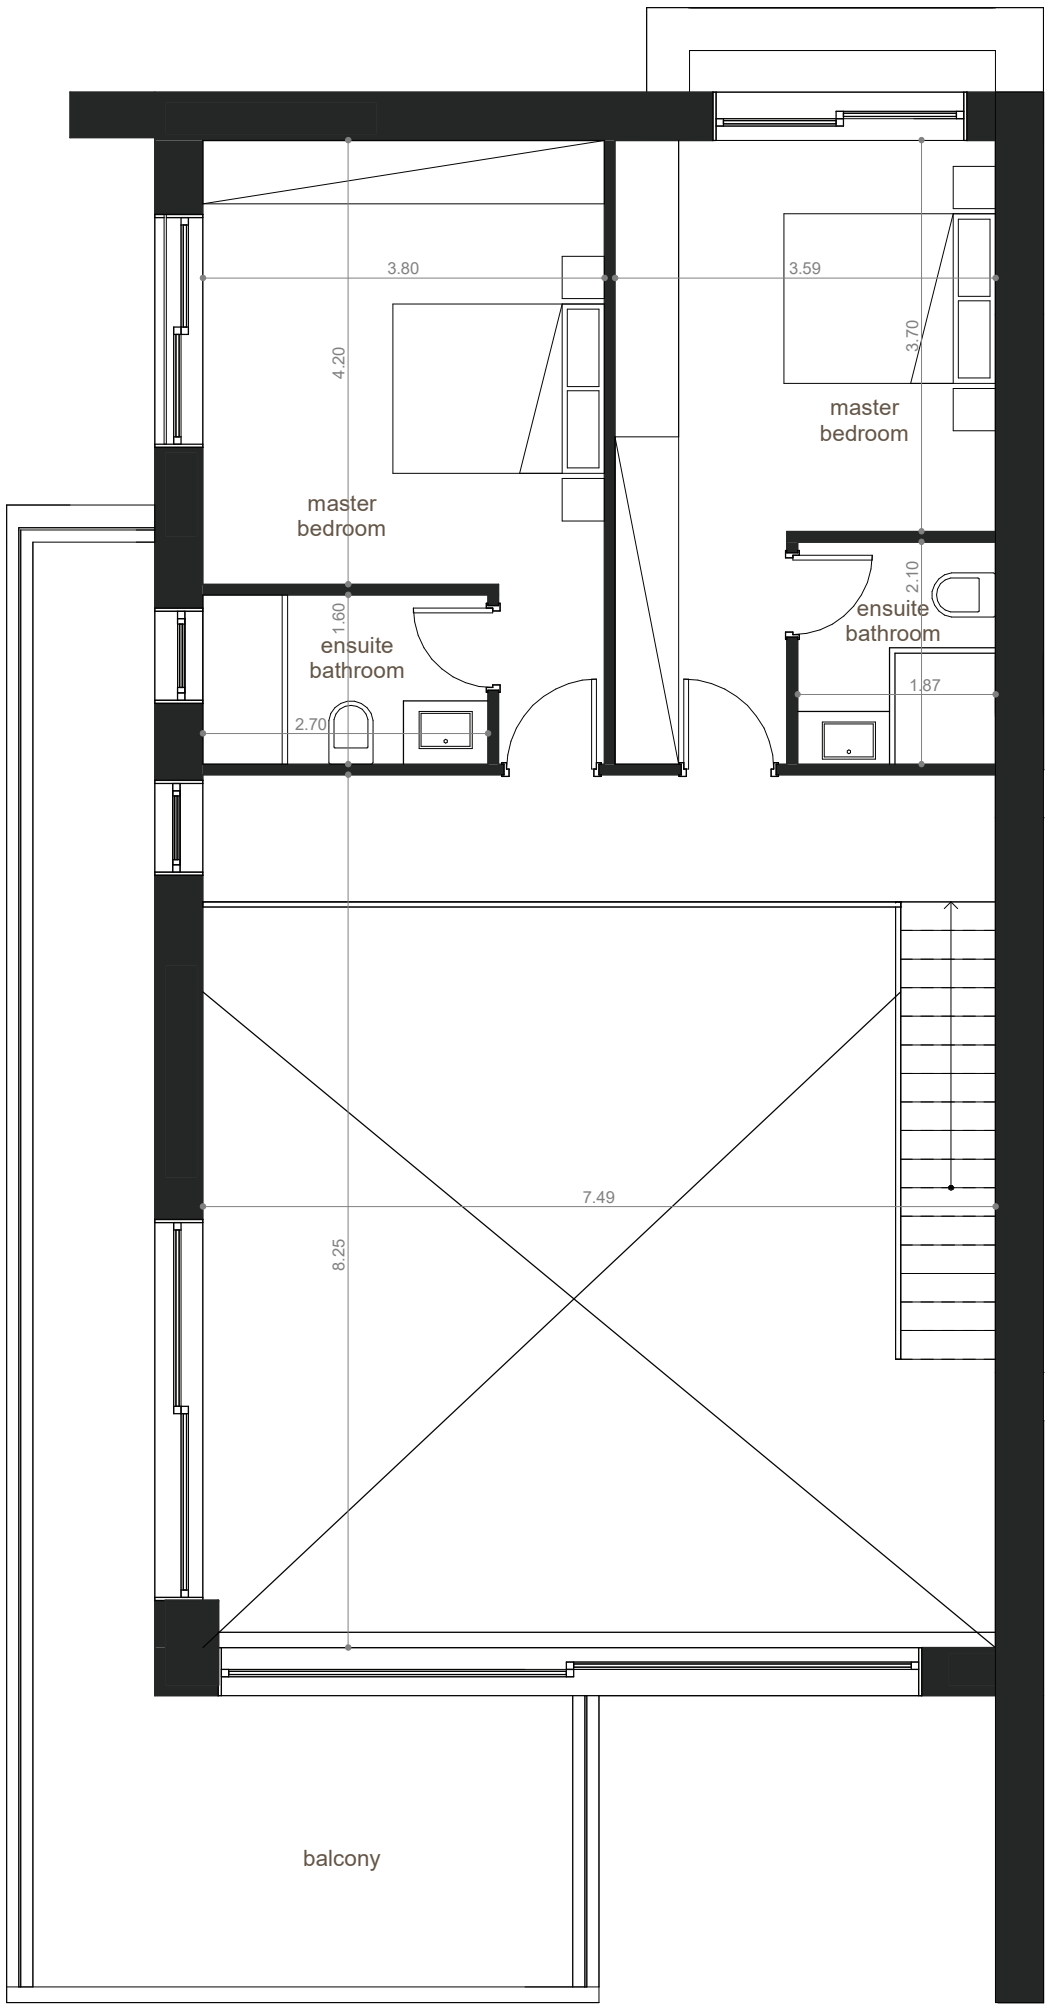 3.80
3.59
4.20
3.70
master
bedroom
master
bedroom
1.60
2.10
ensuite
bathroom
ensuite
bathroom
1.87
2.70
7.49
8.25
balcony